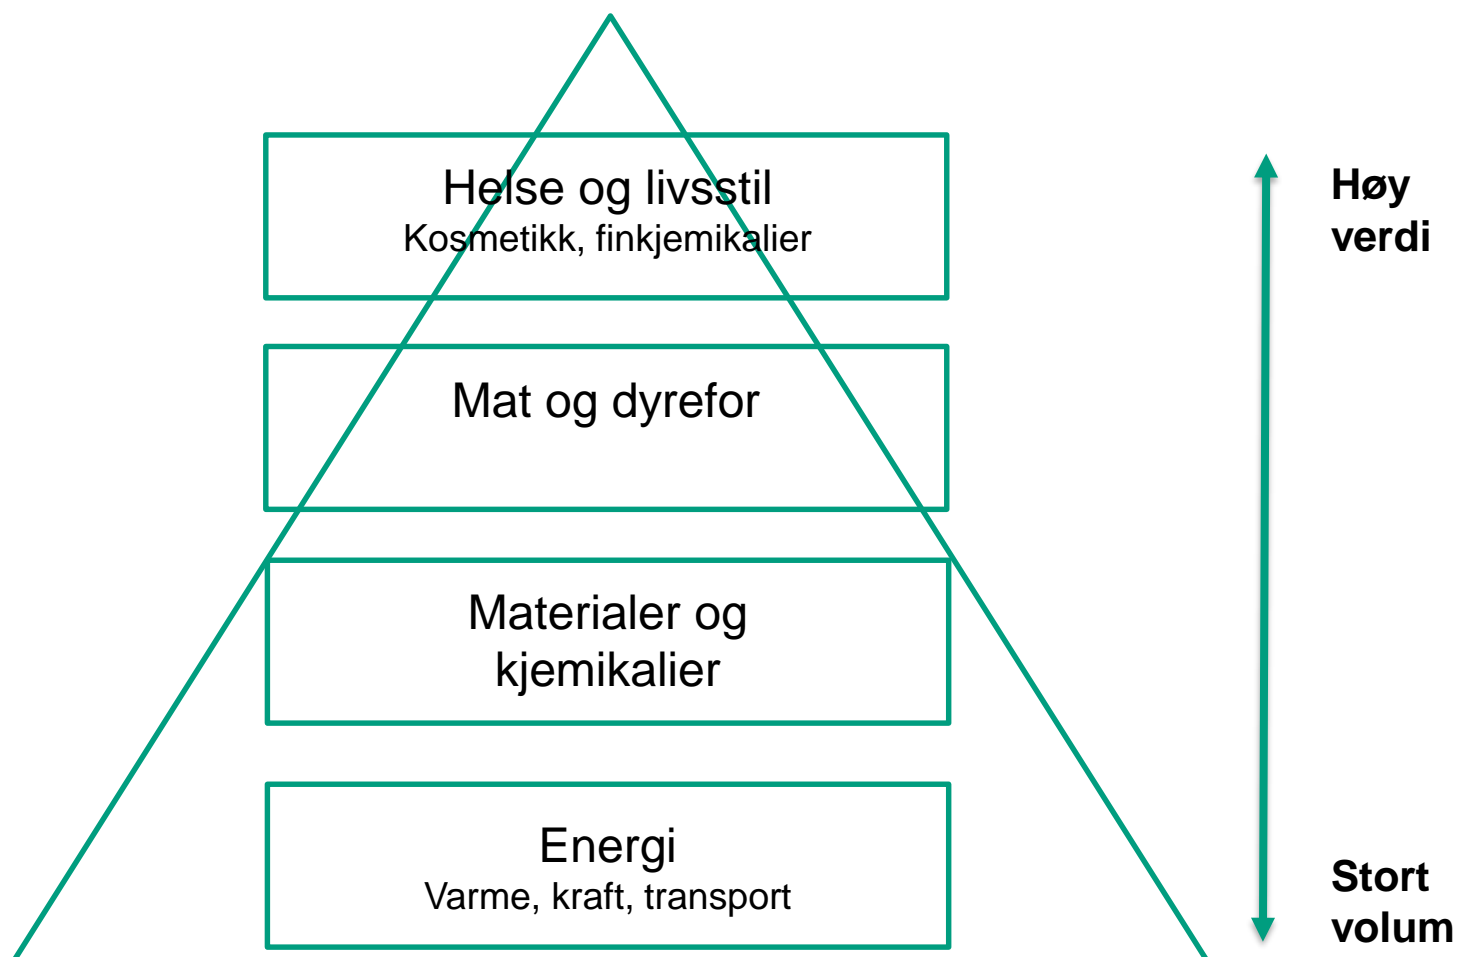 Helse og livsstil
Kosmetikk, finkjemikalier
Høy
verdi
Mat og dyrefor
Materialer og
kjemikalier
Energi
Varme, kraft, transport
Stort
volum